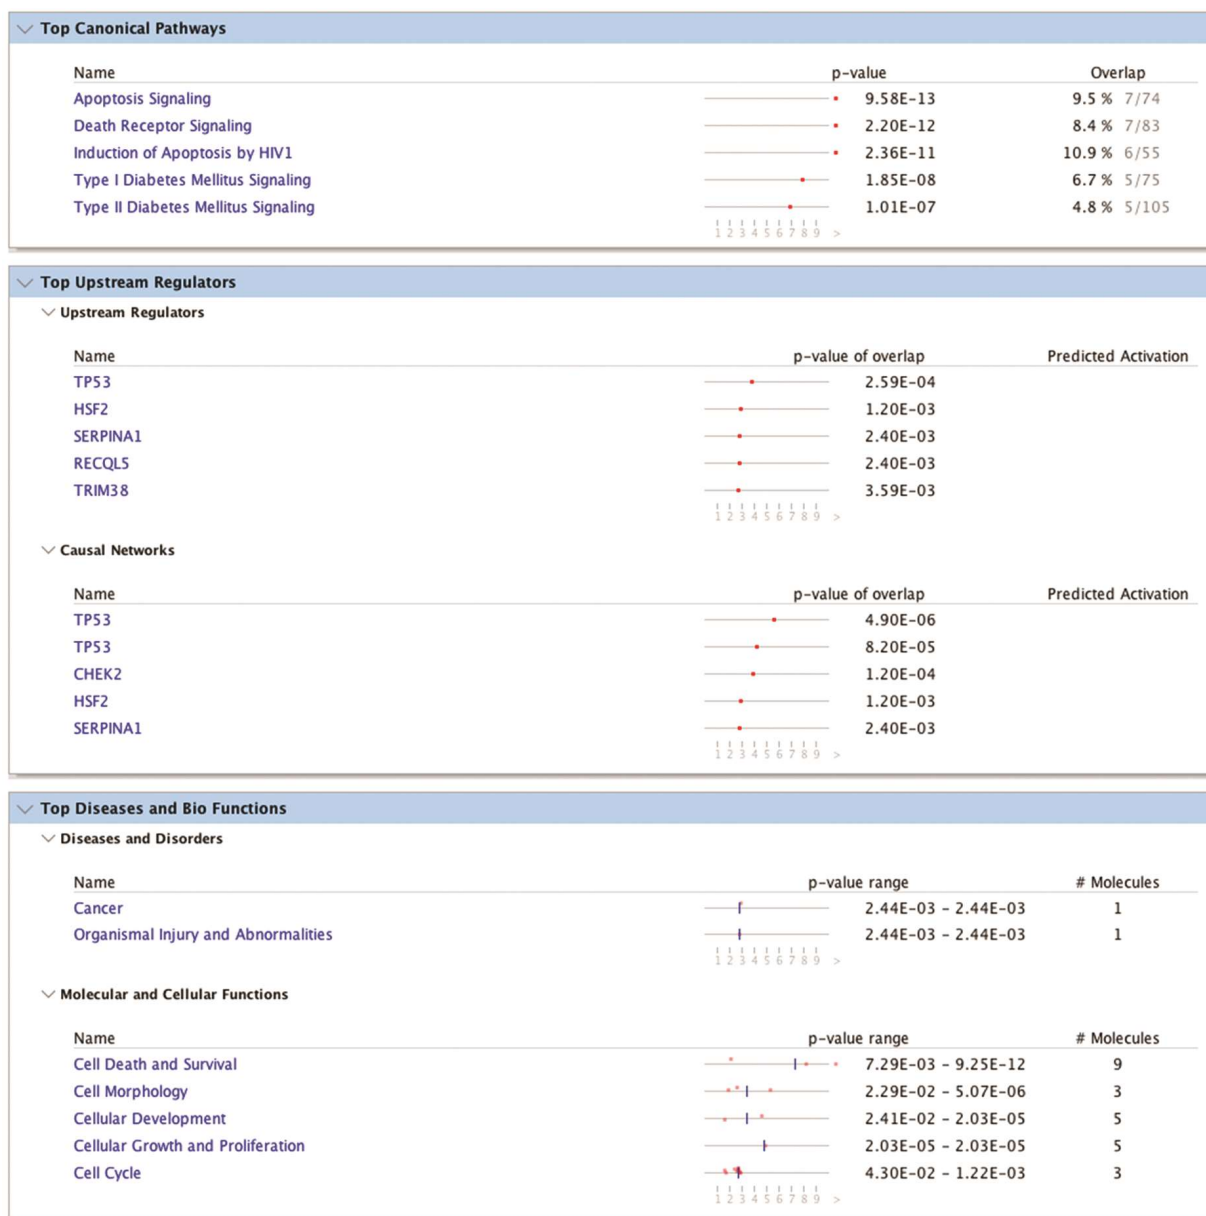 Top Canonical Pathways
Name p-value Overlap
Apoptosis Signaling 9.58E-13 9.5 % 7/74
Death Receptor Signaling 2.20E-12 8.4 % 7/83
Induction of Apoptosis by HIV1 2.36E-11 10.9 % 6/55
Type I Diabetes Mellitus Signaling 1.85E-08 6.7 % 5/75
Type II Diabetes Mellitus Signaling 1.01E-07 4.8 % 5/105
1 2 3 4 5 6 7 8 9 >
Top Upstream Regulators
Upstream Regulators
Name p-value of overlap Predicted Activation
TP53 2.59E-04
HSF2 1.20E-03
SERPINA1 2.40E-03
RECQL5 2.40E-03
TRIM38 3.59E-03
1 2 3 4 5 6 7 8 9 >
Causal Networks
Name p-value of overlap Predicted Activation
TP53 4.90E-06
TP53 8.20E-05
CHEK2 1.20E-04
HSF2 1.20E-03
SERPINA1 2.40E-03
1 2 3 4 5 6 7 8 9 >
Top Diseases and Bio Functions
Diseases and Disorders
Name p-value range # Molecules
Cancer 2.44E-03 - 2.44E-03 1
Organismal Injury and Abnormalities 2.44E-03 - 2.44E-03 1
1 2 3 4 5 6 7 8 9 >
Molecular and Cellular Functions
Name p-value range # Molecules
Cell Death and Survival 7.29E-03 - 9.25E-12 9
Cell Morphology 2.29E-02 - 5.07E-06 3
Cellular Development 2.41E-02 - 2.03E-05 5
Cellular Growth and Proliferation 2.03E-05 - 2.03E-05 5
Cell Cycle 4.30E-02 - 1.22E-03 3
1 2 3 4 5 6 7 8 9 >